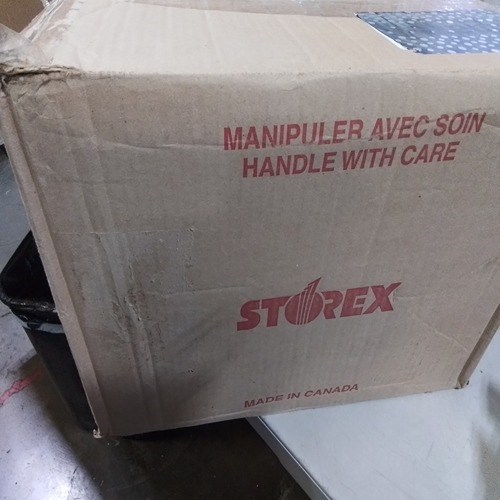 MANIPULER AVEC SOIN
HANDLE WITH CARE
STOREX
MADE IN CANADA